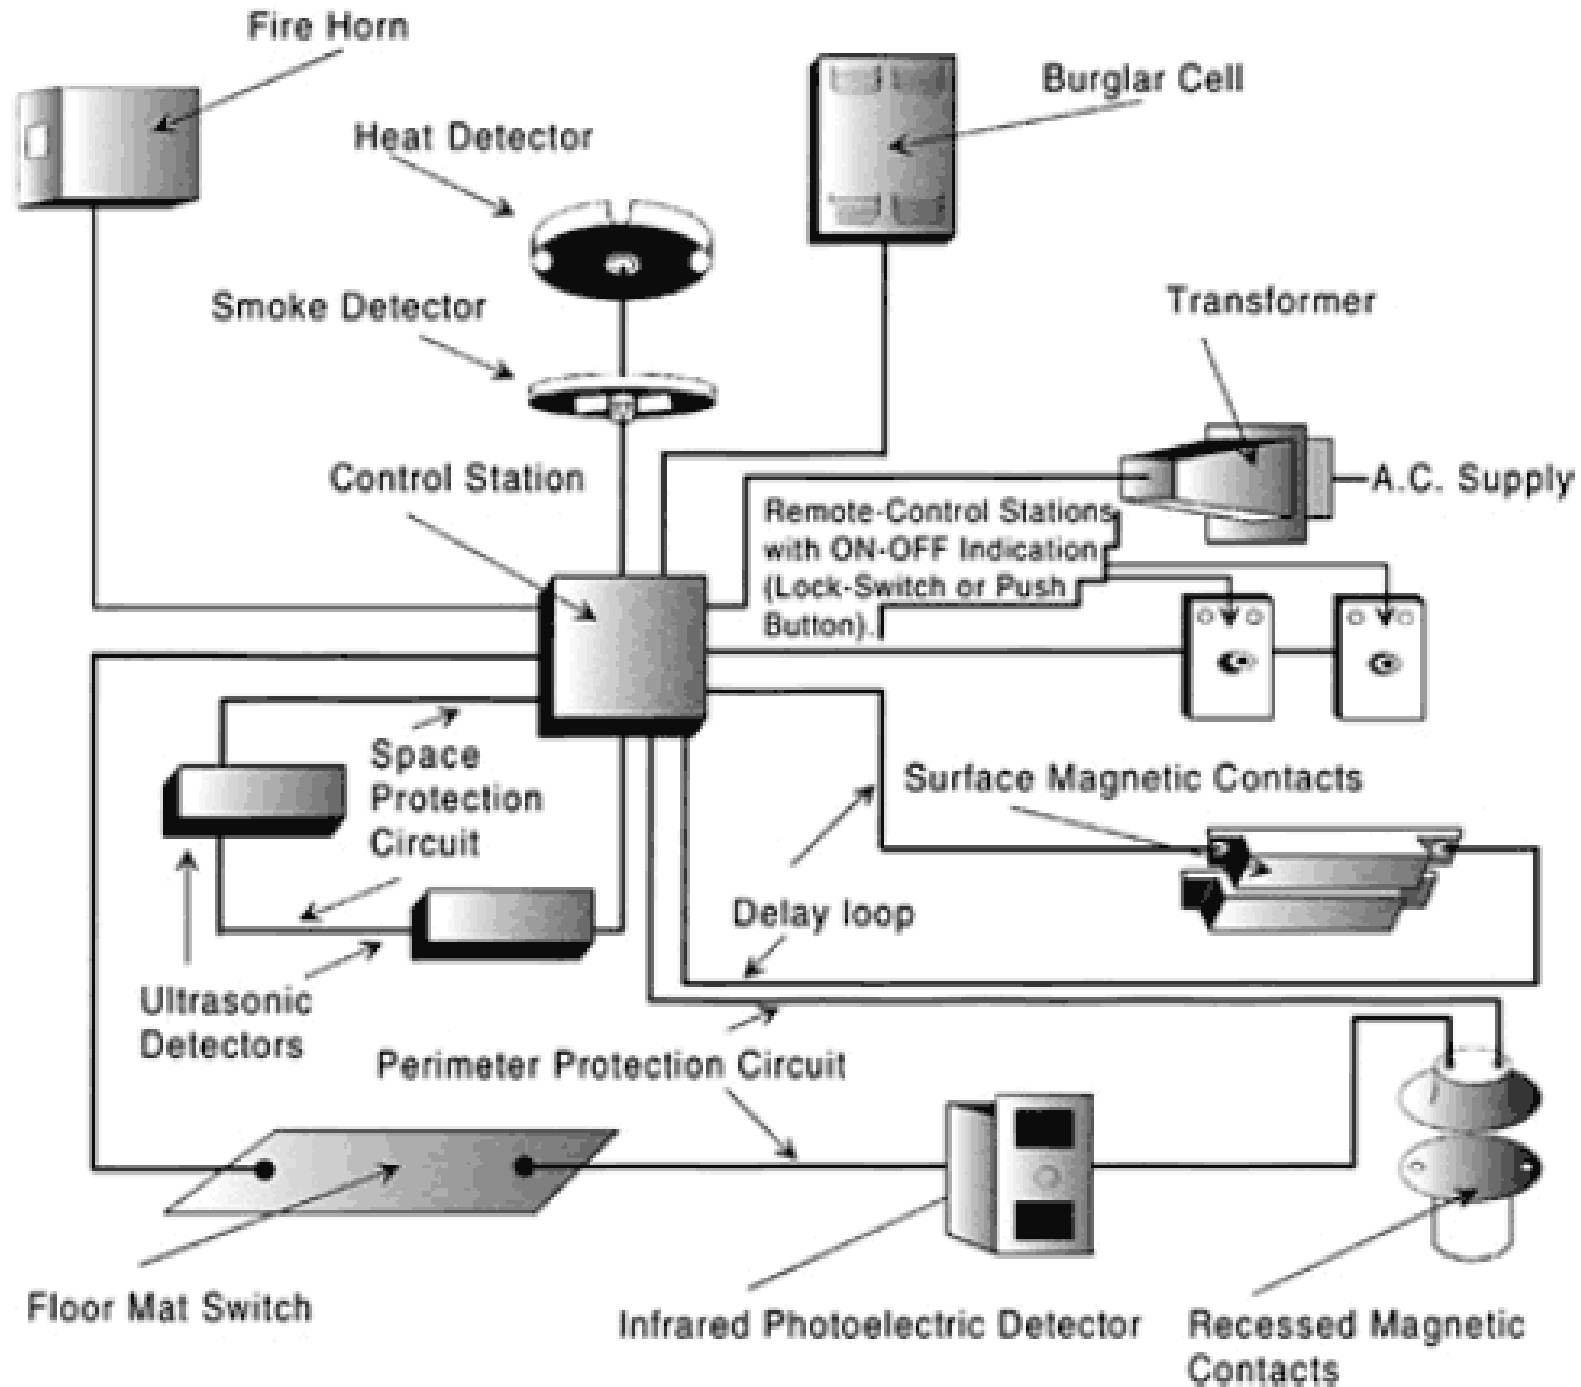 Fire Horn
Burglar Cell
Heat Detector
Smoke Detector
Transformer
Control Station
A.C. Supply
Remote-Control Stations
with ON-OFF Indication
(Lock-Switch or Push
Button).
Space
Protection
Circuit
Surface Magnetic Contacts
Delay loop
Ultrasonic
Detectors
Perimeter Protection Circuit
Floor Mat Switch
Infrared Photoelectric Detector
Recessed Magnetic
Contacts